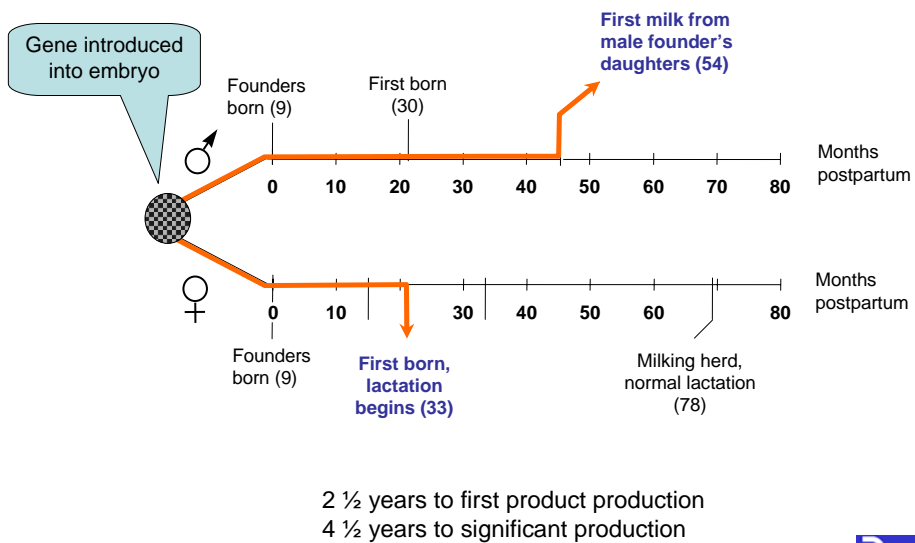 Gene introduced
into embryo
First milk from
male founder's
daughters (54)
Founders
born (9)
First born
(30)
Months
postpartum
0 10 20 30 40 50 60 70 80
Months
postpartum
0 10 30 40 50 60 80
Founders
born (9)
First born,
lactation
begins (33)
Milking herd,
normal lactation
(78)
2 ½ years to first product production
4 ½ years to significant production